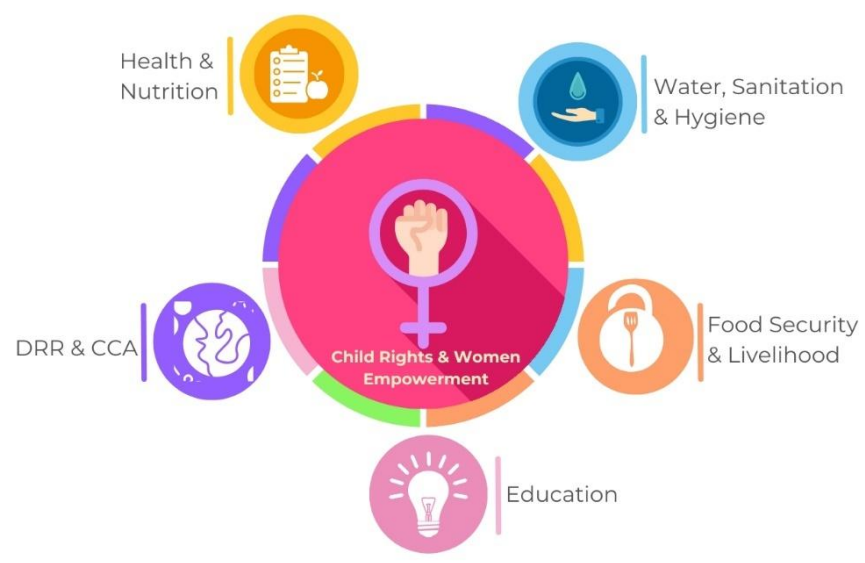 Health &
Nutrition
Water, Sanitation
& Hygiene
DRR & CCA
Child Rights & Women
Empowerment
Food Security
& Livelihood
Education